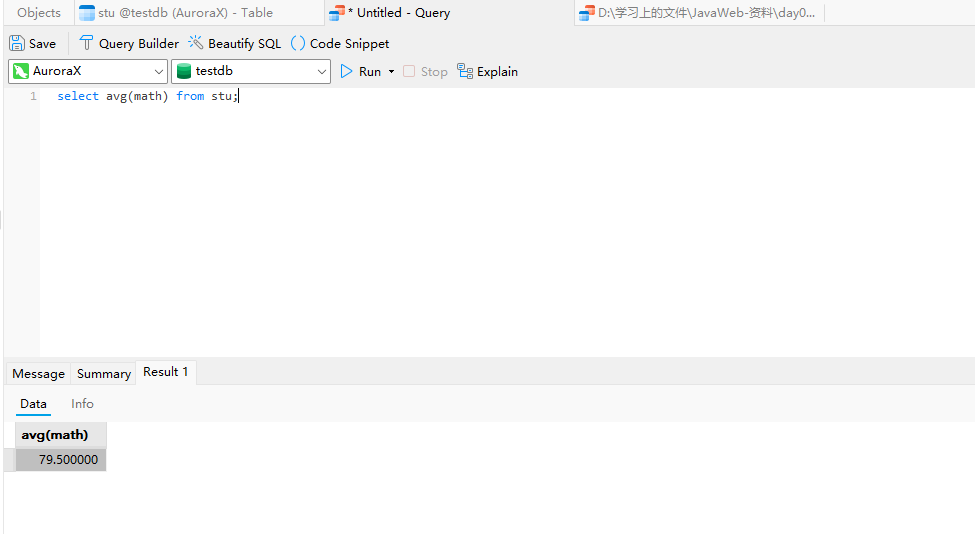 Objects stu @testdb (AuroraX) - Table * Untitled - Query D:\学习上的文件\JavaWeb-资料\day0...
Save Query Builder Beautify SQL () Code Snippet
AuroraX testdb Run Stop Explain
1 select avg(math) from stu;
Message Summary Result 1
Data Info
avg(math)
79.500000